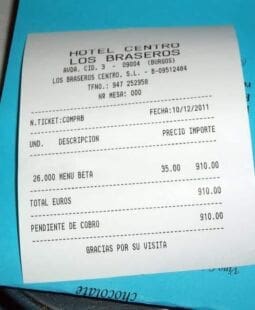 HOTEL CENTRO
LOS BRASEROS
AVDA. CID. 3 - 09004 (BURGOS)
LOS BRASEROS CENTRO. S.L. - B-09512484
TFNO.: 947 252958
NA MESA: 000
N.TICKET:COMPAB FECHA:10/12/2011
UND. DESCRIPCION PRECIO IMPORTE
26.000 MENU BETA 35.00 910.00
TOTAL EUROS 910.00
PENDIENTE DE COBRO 910.00
GRACIAS POR SU VISITA
chocolate